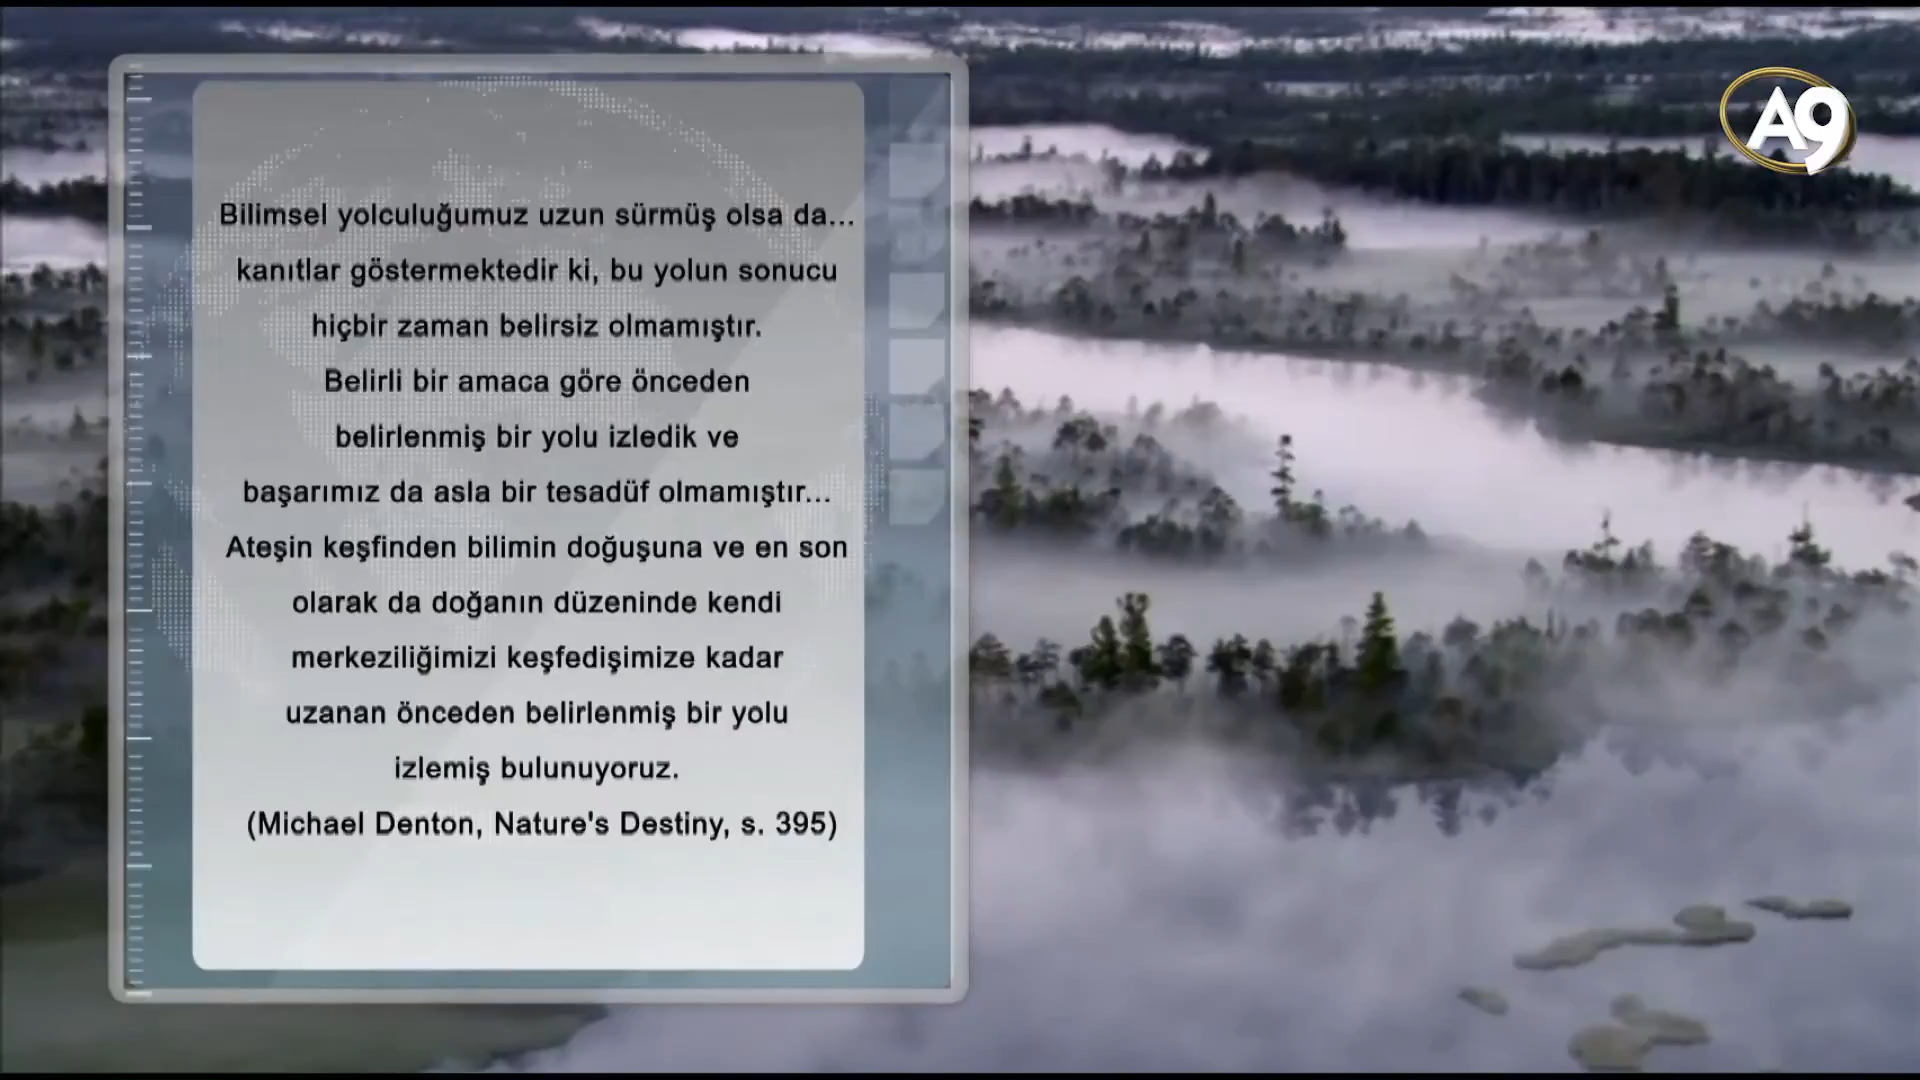 A9
Bilimsel yolculuğumuz uzun sürmüş olsa da...
kanıtlar göstermektedir ki, bu yolun sonucu
hiçbir zaman belirsiz olmamıştır.
Belirli bir amaca göre önceden
belirlenmiş bir yolu izledik ve
başarımız da asla bir tesadüf olmamıştır...
Ateşin keşfinden bilimin doğuşuna ve en son
olarak da doğanın düzeninde kendi
merkeziliğimizi keşfedişimize kadar
uzanan önceden belirlenmiş bir yolu
izlemiş bulunuyoruz.
(Michael Denton, Nature's Destiny, s. 395)